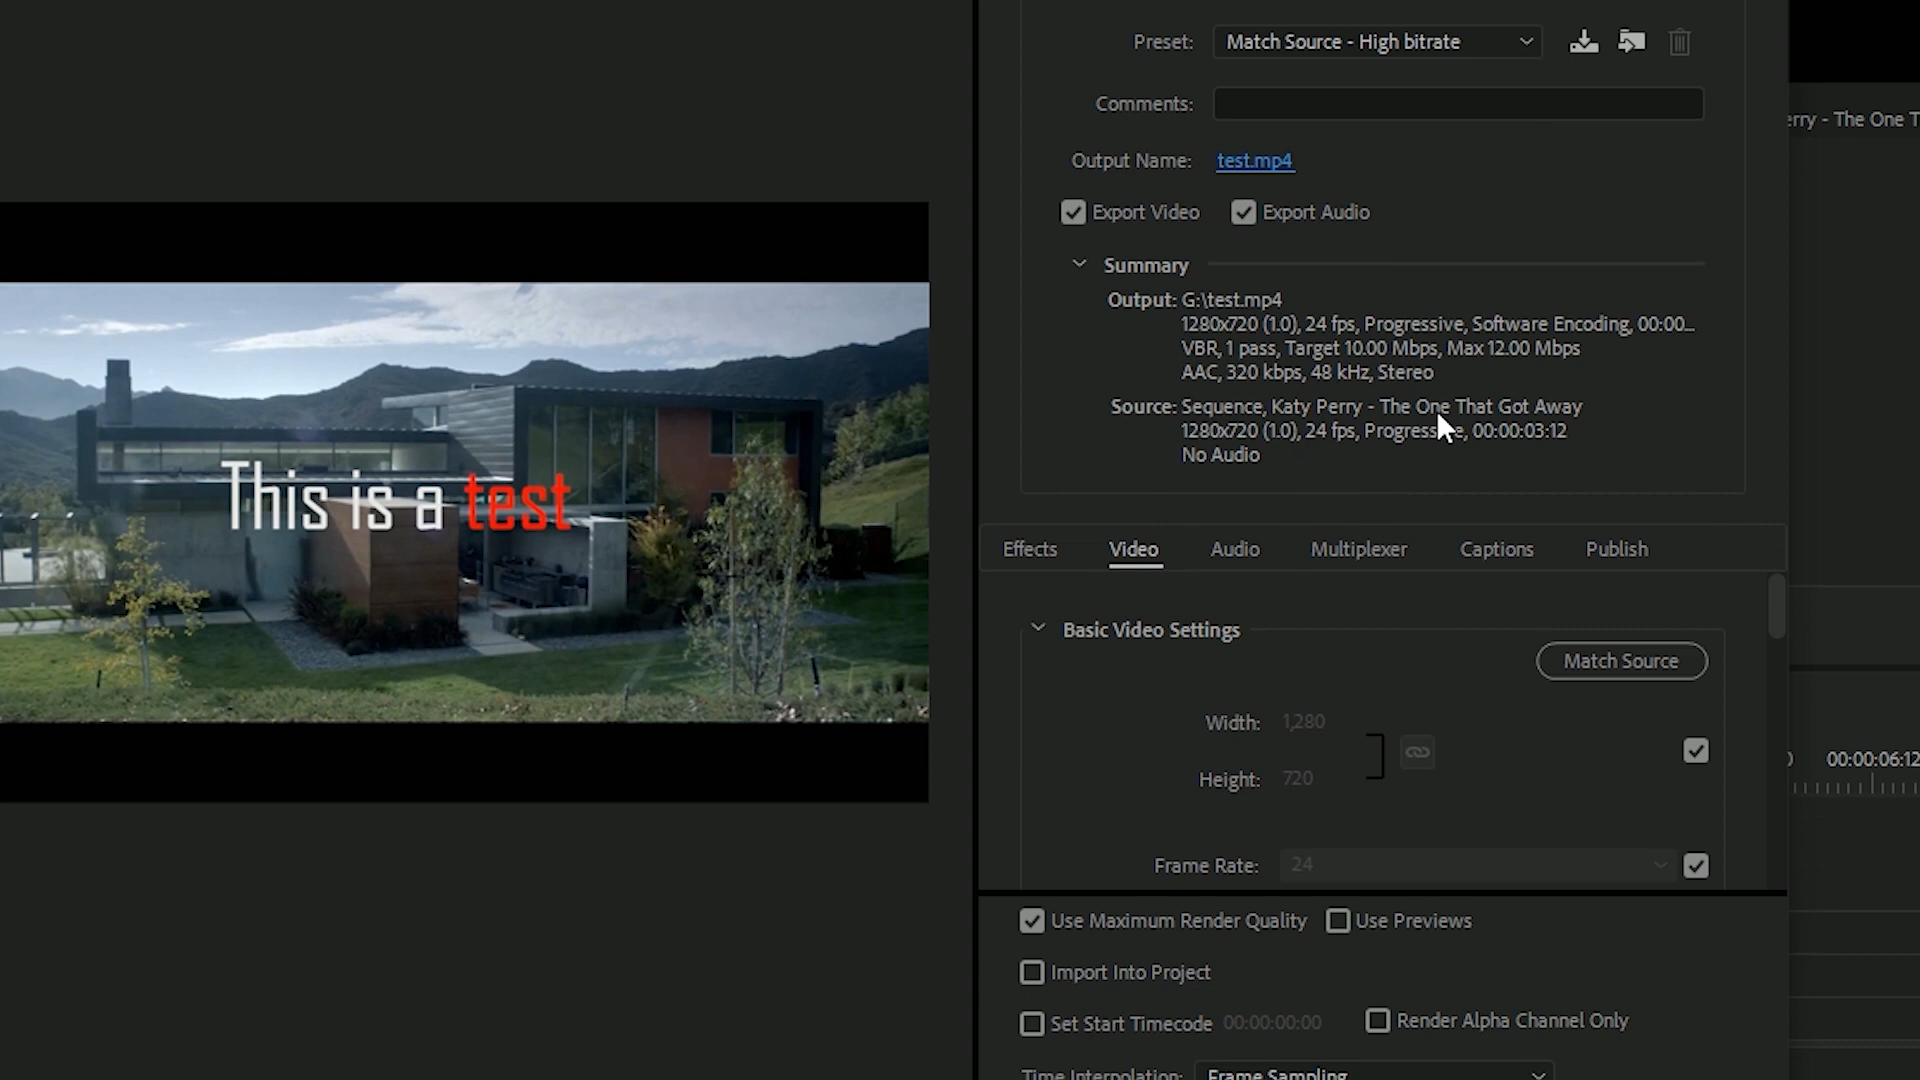 Preset: Match Source - High bitrate
Comments:
erry - The One T
Output Name: test.mp4
Export Video Export Audio
Summary
Output: G:\test.mp4
1280x720 (1.0), 24 fps, Progressive, Software Encoding, 00:00...
VBR, 1 pass, Target 10.00 Mbps, Max 12.00 Mbps
AAC, 320 kbps, 48 kHz, Stereo
Source: Sequence, Katy Perry - The One That Got Away
1280x720 (1.0), 24 fps, Progressive, 00:00:03:12
No Audio
This is a test
Effects Video Audio Multiplexer Captions Publish
Basic Video Settings
Match Source
Width: 1,280
Height: 720
00:00:06:12
Frame Rate: 24
Use Maximum Render Quality Use Previews
Import Into Project
Set Start Timecode 00:00:00:00 Render Alpha Channel Only
Time Interpolation: Frame Sampling